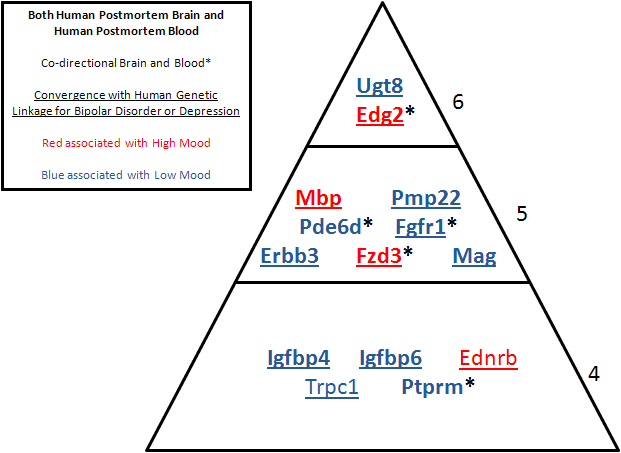 Both Human Postmortem Brain and
Human Postmortem Blood
Co-directional Brain and Blood*
Convergence with Human Genetic
Linkage for Bipolar Disorder or Depression
Red associated with High Mood
Blue associated with Low Mood
Ugt8
Edg2*
6
Mbp Pmp22
Pde6d* Fgfr1*
Erbb3 Fzd3* Mag
5
Igfbp4 Igfbp6 Ednrb
Trpc1 Ptprm*
4